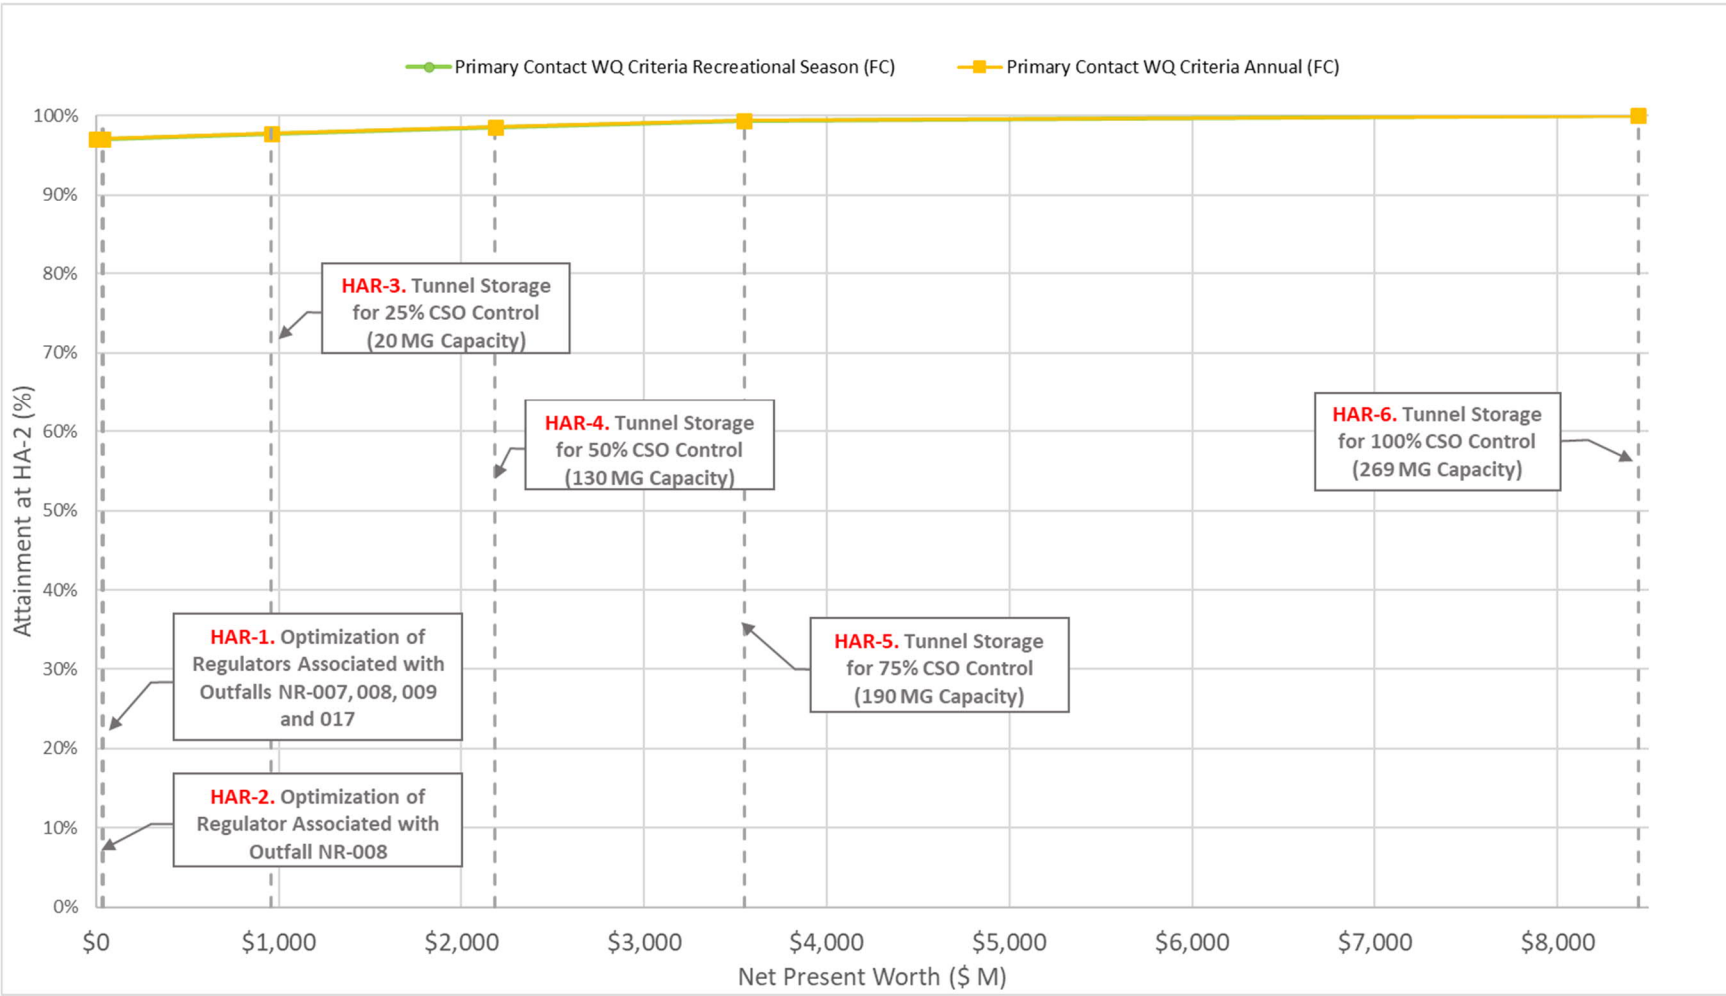 Primary Contact WQ Criteria Recreational Season (FC)
Primary Contact WQ Criteria Annual (FC)
Attainment at HA-2 (%)
100%
90%
80%
70%
60%
50%
40%
30%
20%
10%
0%
HAR-3. Tunnel Storage
for 25% CSO Control
(20 MG Capacity)
HAR-4. Tunnel Storage
for 50% CSO Control
(130 MG Capacity)
HAR-6. Tunnel Storage
for 100% CSO Control
(269 MG Capacity)
HAR-1. Optimization of
Regulators Associated with
Outfalls NR-007, 008, 009
and 017
HAR-5. Tunnel Storage
for 75% CSO Control
(190 MG Capacity)
HAR-2. Optimization of
Regulator Associated with
Outfall NR-008
$0
$1,000
$2,000
$3,000
$4,000
$5,000
$6,000
$7,000
$8,000
Net Present Worth ($ M)